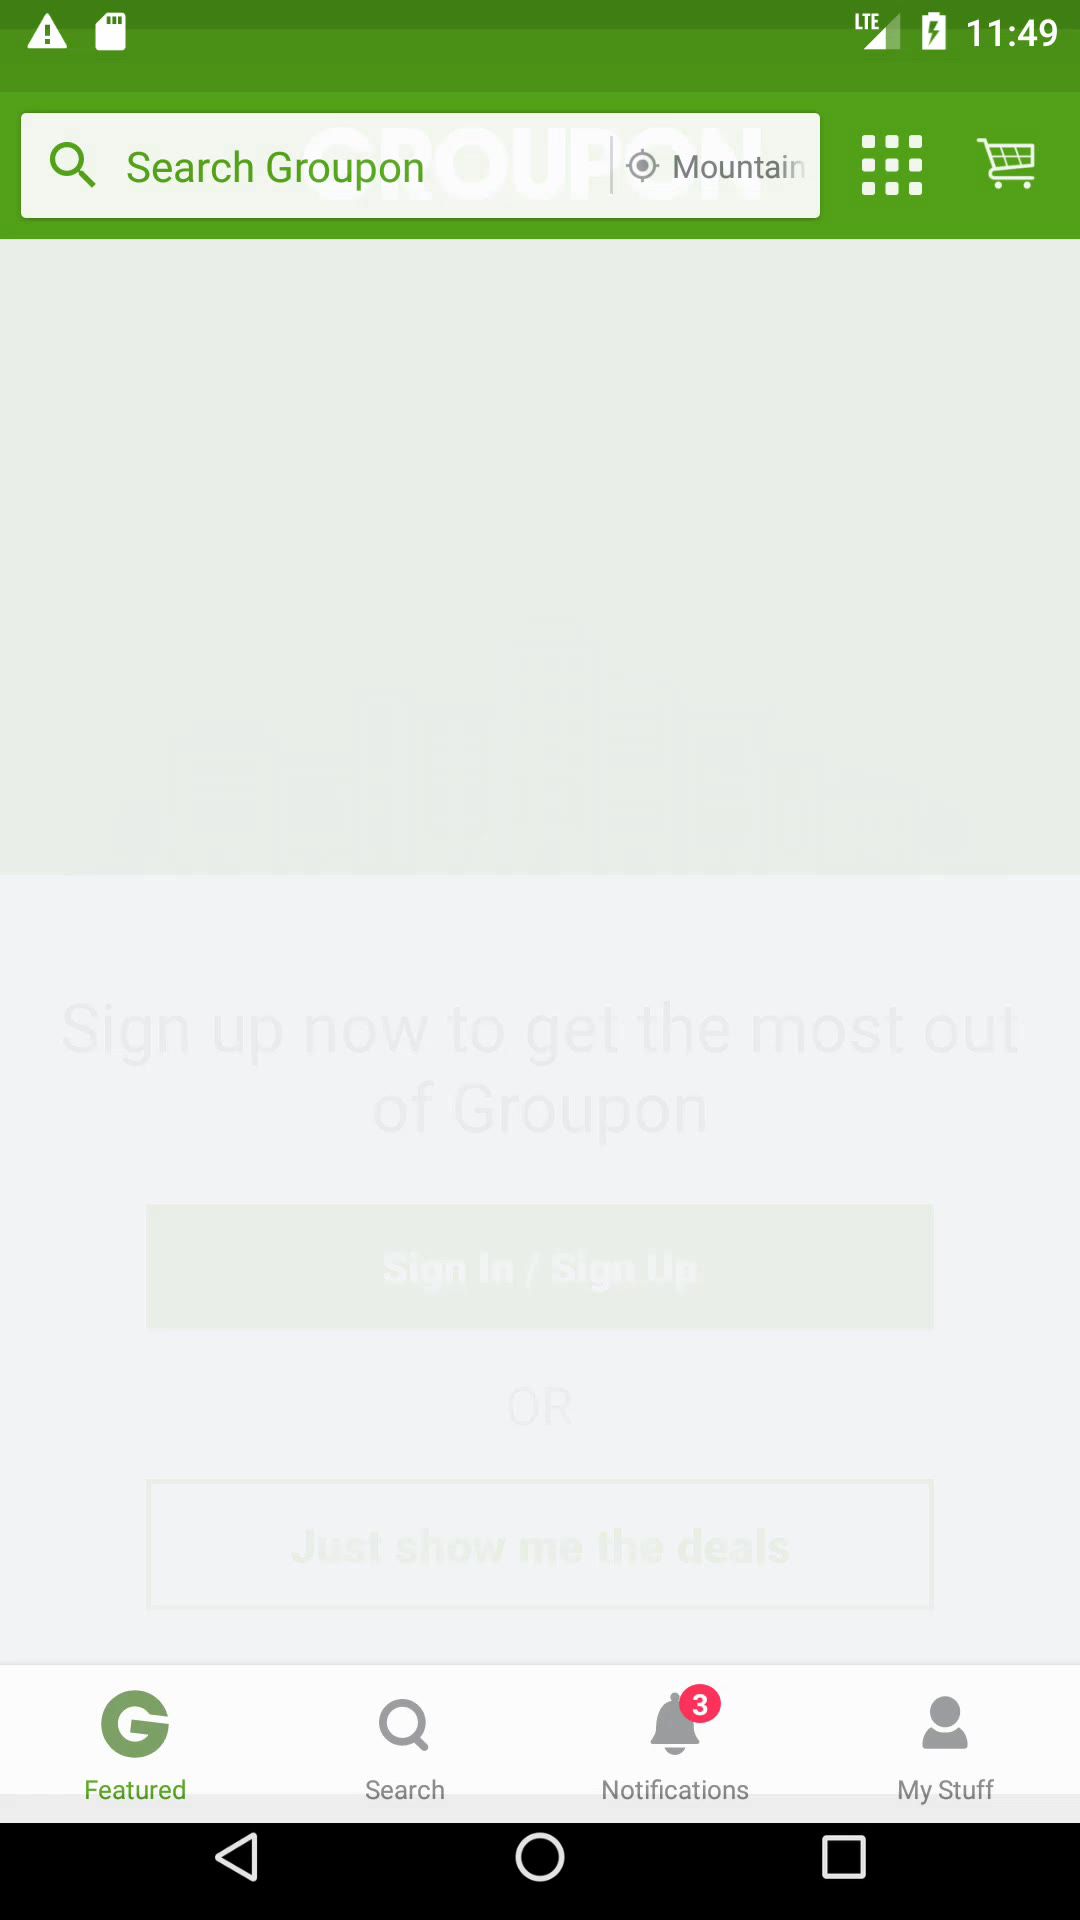 LTE 11:49
GROUPON
Search Groupon Mountain
Sign up now to get the most out
of Groupon
Sign In / Sign Up
OR
Just show me the deals
3
Featured Search Notifications My Stuff